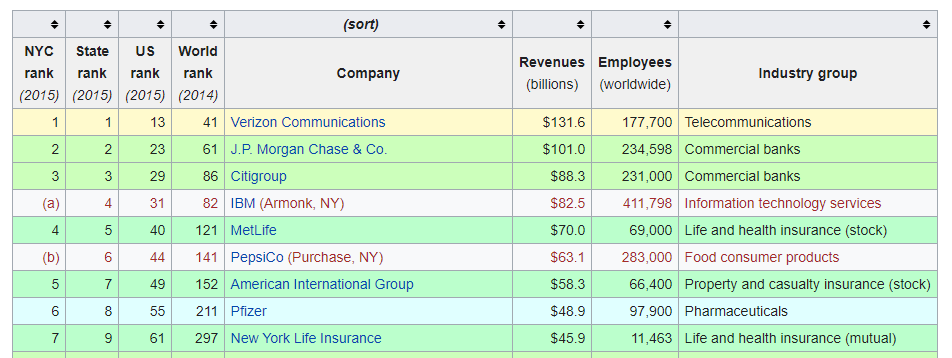 (sort)
NYC rank (2015) State rank (2015) US rank (2015) World rank (2014) Company Revenues (billions) Employees (worldwide) Industry group
1 1 13 41 Verizon Communications $131.6 177,700 Telecommunications
2 2 23 61 J.P. Morgan Chase & Co. $101.0 234,598 Commercial banks
3 3 29 86 Citigroup $88.3 231,000 Commercial banks
(a) 4 31 82 IBM (Armonk, NY) $82.5 411,798 Information technology services
4 5 40 121 MetLife $70.0 69,000 Life and health insurance (stock)
(b) 6 44 141 PepsiCo (Purchase, NY) $63.1 283,000 Food consumer products
5 7 49 152 American International Group $58.3 66,400 Property and casualty insurance (stock)
6 8 55 211 Pfizer $48.9 97,900 Pharmaceuticals
7 9 61 297 New York Life Insurance $45.9 11,463 Life and health insurance (mutual)